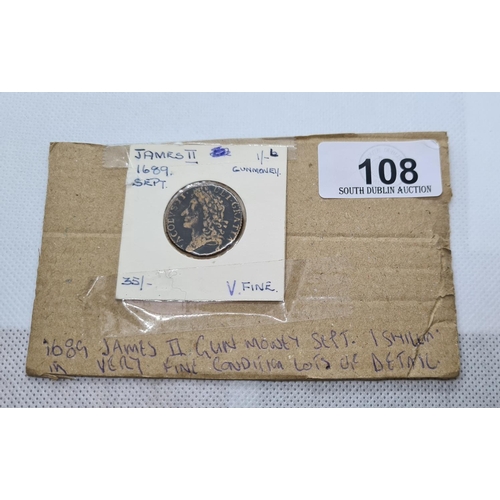 JAMES II 1/-
1689. GUNMONEY.
SEPT.
35/- V. FINE.
108
SOUTH DUBLIN AUCTION
1689 JAMES II GUN MONEY SEPT. 1 SHILLIN
IN VERY FINE CONDITION LOTS OF DETAIL.